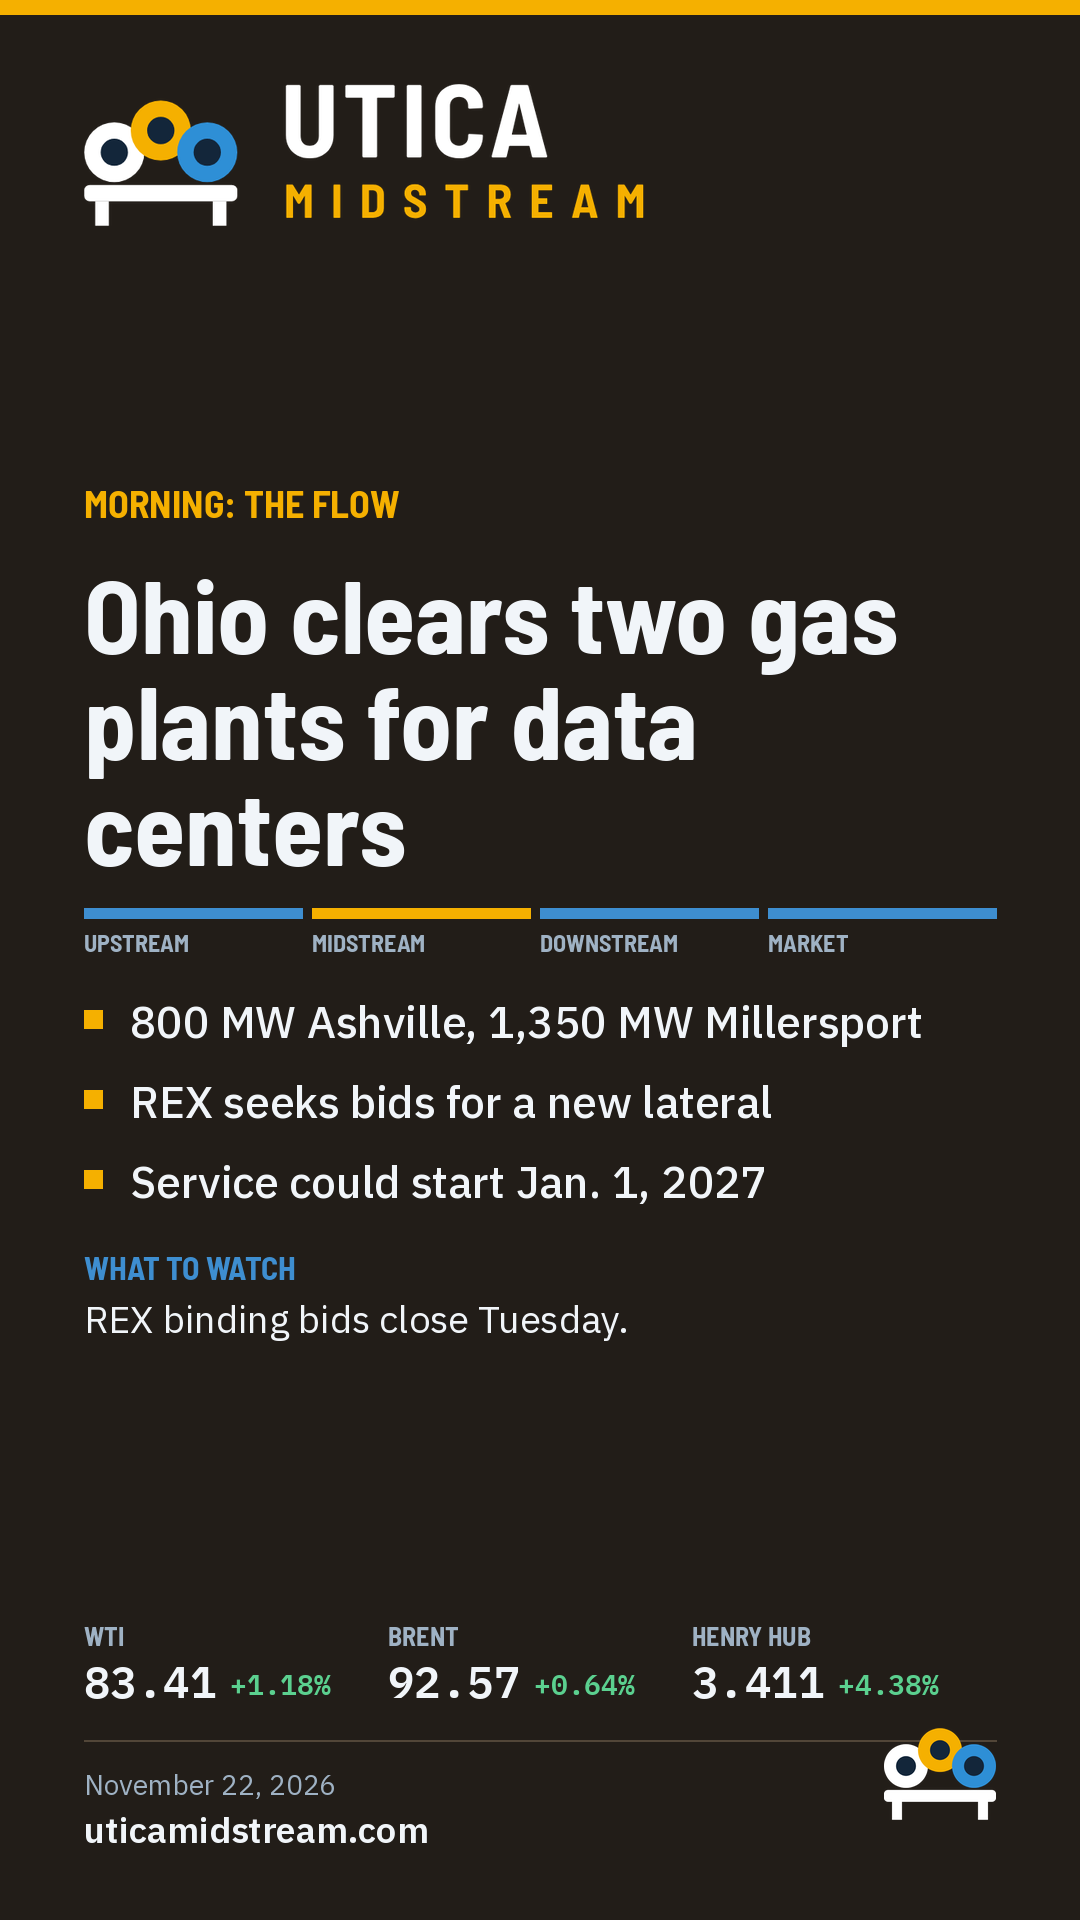 UTICA
MIDSTREAM
MORNING: THE FLOW
Ohio clears two gas
plants for data
centers
UPSTREAM MIDSTREAM DOWNSTREAM MARKET
800 MW Ashville, 1,350 MW Millersport
REX seeks bids for a new lateral
Service could start Jan. 1, 2027
WHAT TO WATCH
REX binding bids close Tuesday.
WTI BRENT HENRY HUB
83.41 +1.18% 92.57 +0.64% 3.411 +4.38%
November 22, 2026
uticamidstream.com